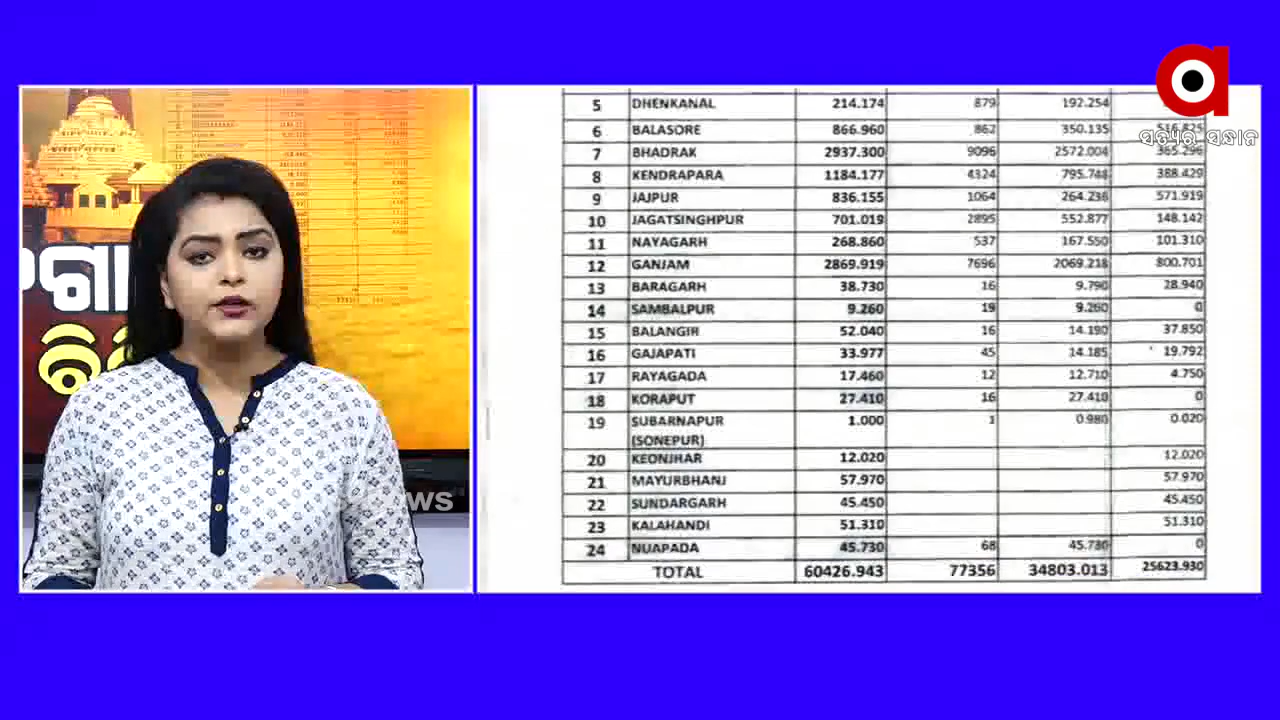 ସତ୍ୟର ସନ୍ଧାନ
5 DHENKANAL 214.174 879 192.254
6 BALASORE 866.960 862 350.135 516.825
7 BHADRAK 2937.300 9096 2572.004 365.296
8 KENDRAPARA 1184.177 4324 795.748 388.429
9 JAJPUR 836.155 1064 264.236 571.919
10 JAGATSINGHPUR 701.019 2895 552.877 148.142
11 NAYAGARH 268.860 537 167.550 101.310
12 GANJAM 2869.919 7696 2069.218 800.701
13 BARAGARH 38.730 16 9.790 28.940
14 SAMBALPUR 9.260 19 9.260 0
15 BALANGIR 52.040 16 14.190 37.850
16 GAJAPATI 33.977 45 14.185 19.792
17 RAYAGADA 17.460 12 12.710 4.750
18 KORAPUT 27.410 16 27.410 0
19 SUBARNAPUR 1.000 1 0.980 0.020
(SONEPUR)
20 KEONJHAR 12.020 12.020
21 MAYURBHANJ 57.970 57.970
22 SUNDARGARH 45.450 45.450
23 KALAHANDI 51.310 51.310
24 NUAPADA 45.730 68 45.730 0
TOTAL 60426.943 77356 34803.013 25623.930